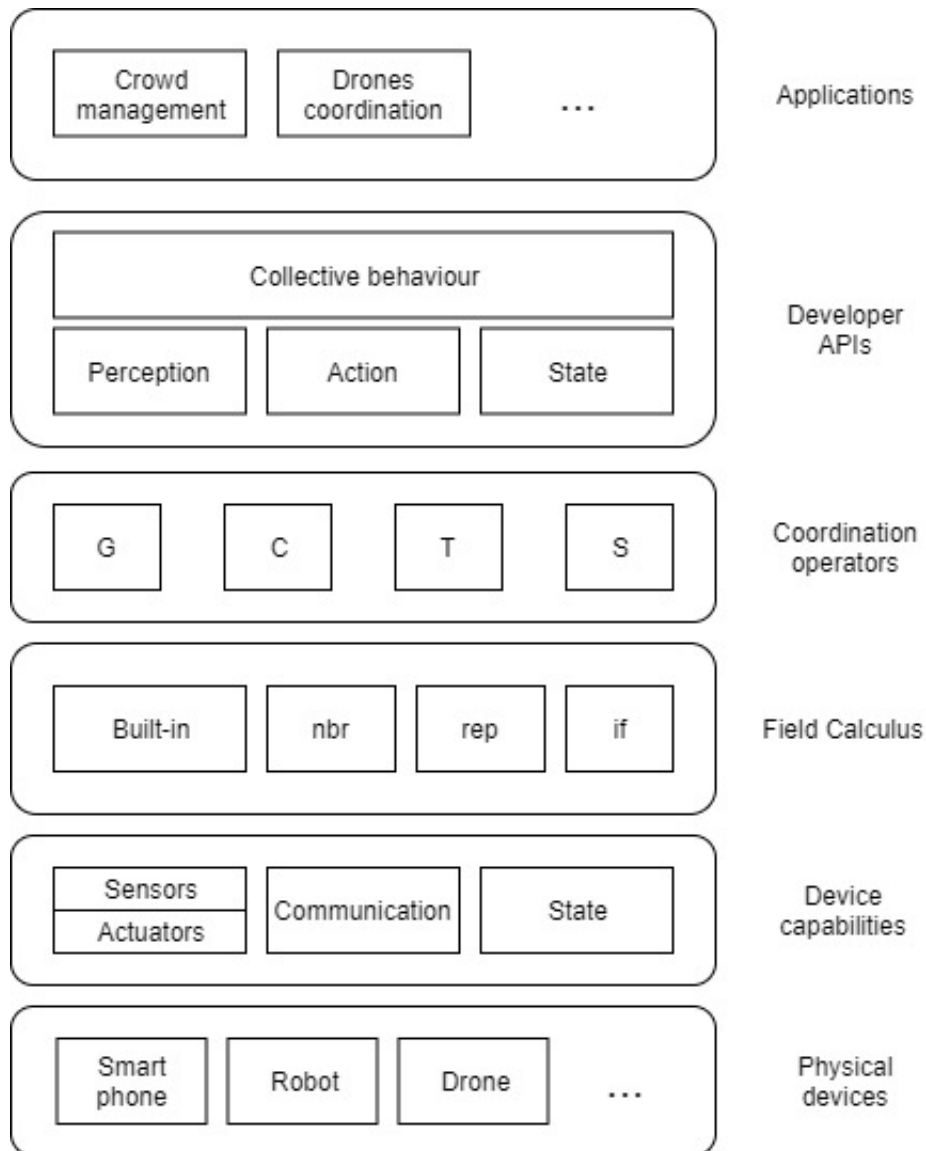 Crowd
management
Drones
coordination
...
Applications
Collective behaviour
Perception
Action
State
Developer
APIs
G
C
T
S
Coordination
operators
Built-in
nbr
rep
if
Field Calculus
Sensors
Actuators
Communication
State
Device
capabilities
Smart
phone
Robot
Drone
...
Physical
devices